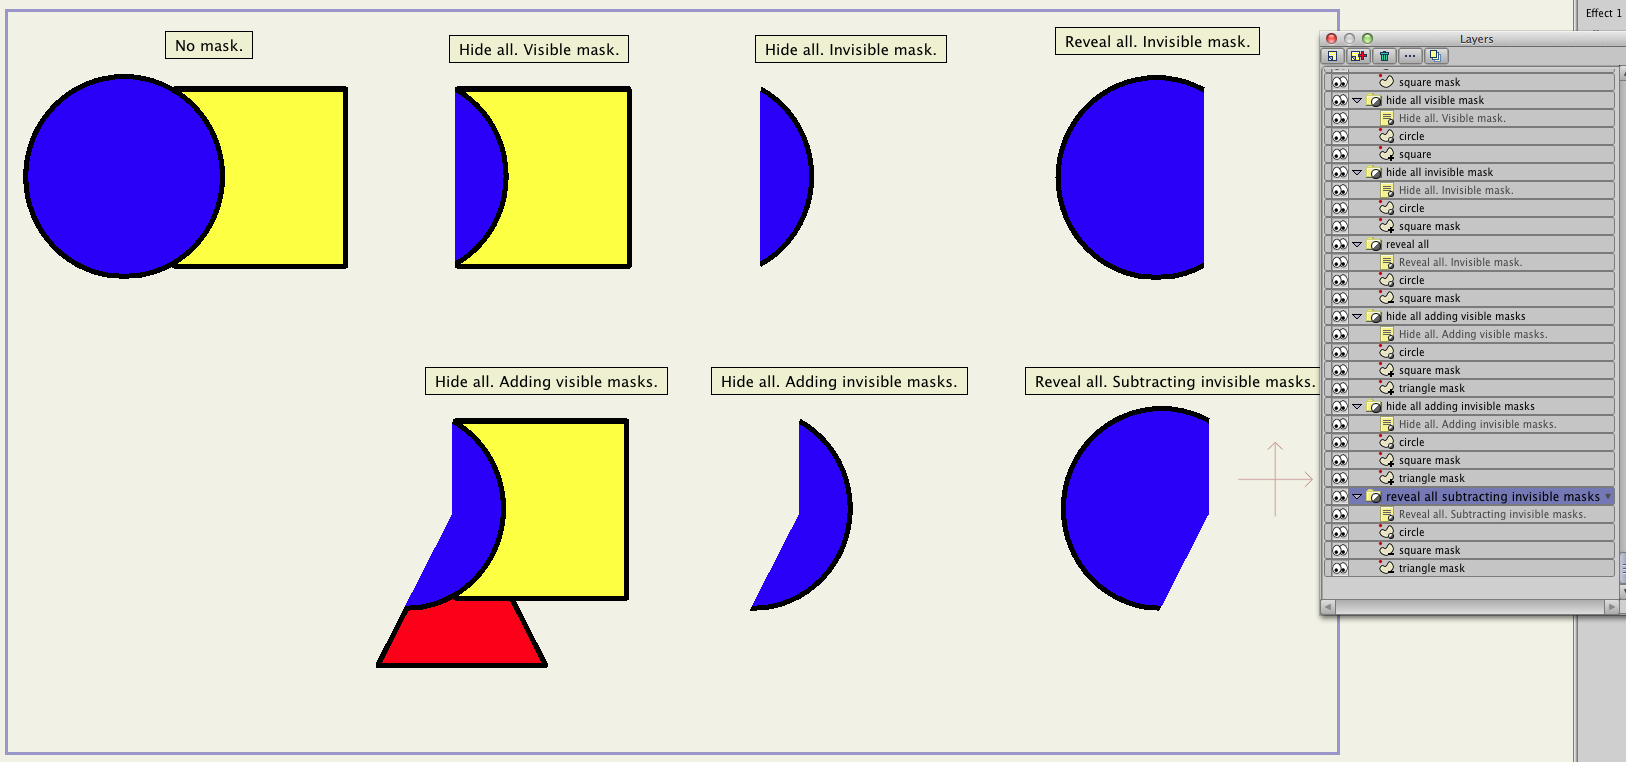 Effect 1
No mask.
Hide all. Visible mask.
Hide all. Invisible mask.
Reveal all. Invisible mask.
Hide all. Adding visible masks.
Hide all. Adding invisible masks.
Reveal all. Subtracting invisible masks.
Layers
square mask
hide all visible mask
Hide all. Visible mask.
circle
square
hide all invisible mask
Hide all. Invisible mask.
circle
square mask
reveal all
Reveal all. Invisible mask.
circle
square mask
hide all adding visible masks
Hide all. Adding visible masks.
circle
square mask
triangle mask
hide all adding invisible masks
Hide all. Adding invisible masks.
circle
square mask
triangle mask
reveal all subtracting invisible masks
Reveal all. Subtracting invisible masks.
circle
square mask
triangle mask